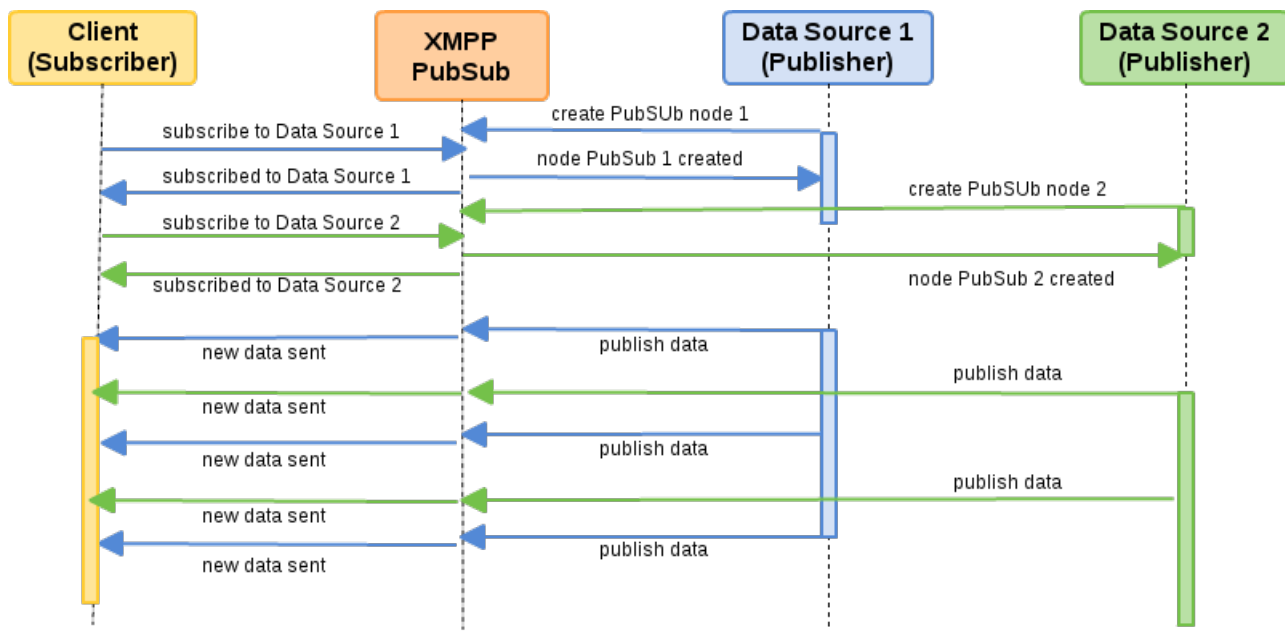 Client
(Subscriber)
XMPP
PubSub
Data Source 1
(Publisher)
Data Source 2
(Publisher)
create PubSUb node 1
subscribe to Data Source 1
node PubSub 1 created
subscribed to Data Source 1
create PubSUb node 2
subscribe to Data Source 2
node PubSub 2 created
subscribed to Data Source 2
publish data
new data sent
publish data
new data sent
publish data
new data sent
publish data
new data sent
publish data
new data sent